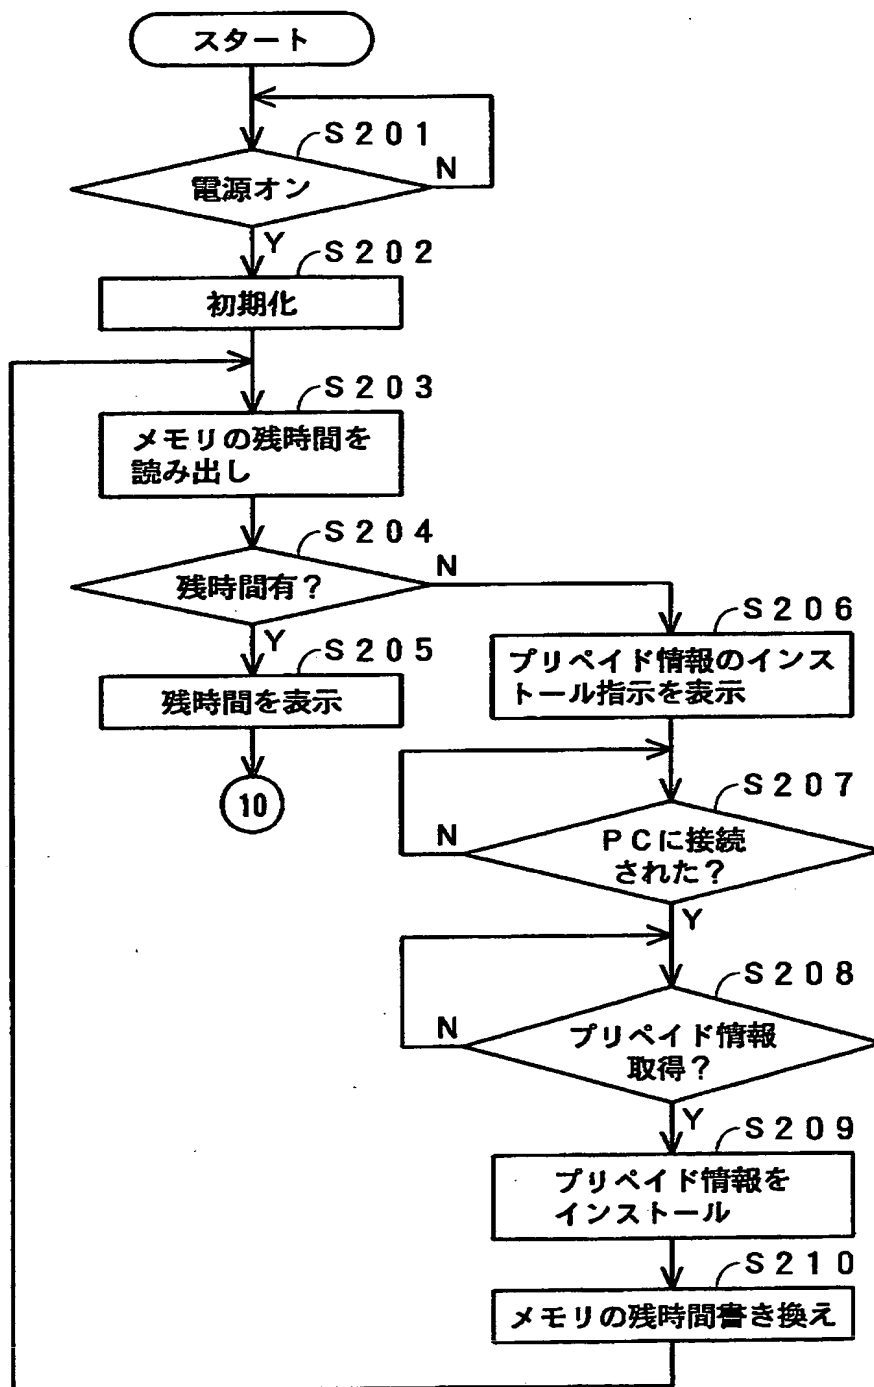 スタート
S201
電源オン
N
Y
S202
初期化
S203
メモリの残時間を
読み出し
S204
残時間有?
N
Y
S205
残時間を表示
10
S206
プリペイド情報のインス
トール指示を表示
S207
PCに接続
された?
N
Y
S208
プリペイド情報
取得?
N
Y
S209
プリペイド情報を
インストール
S210
メモリの残時間書き換え